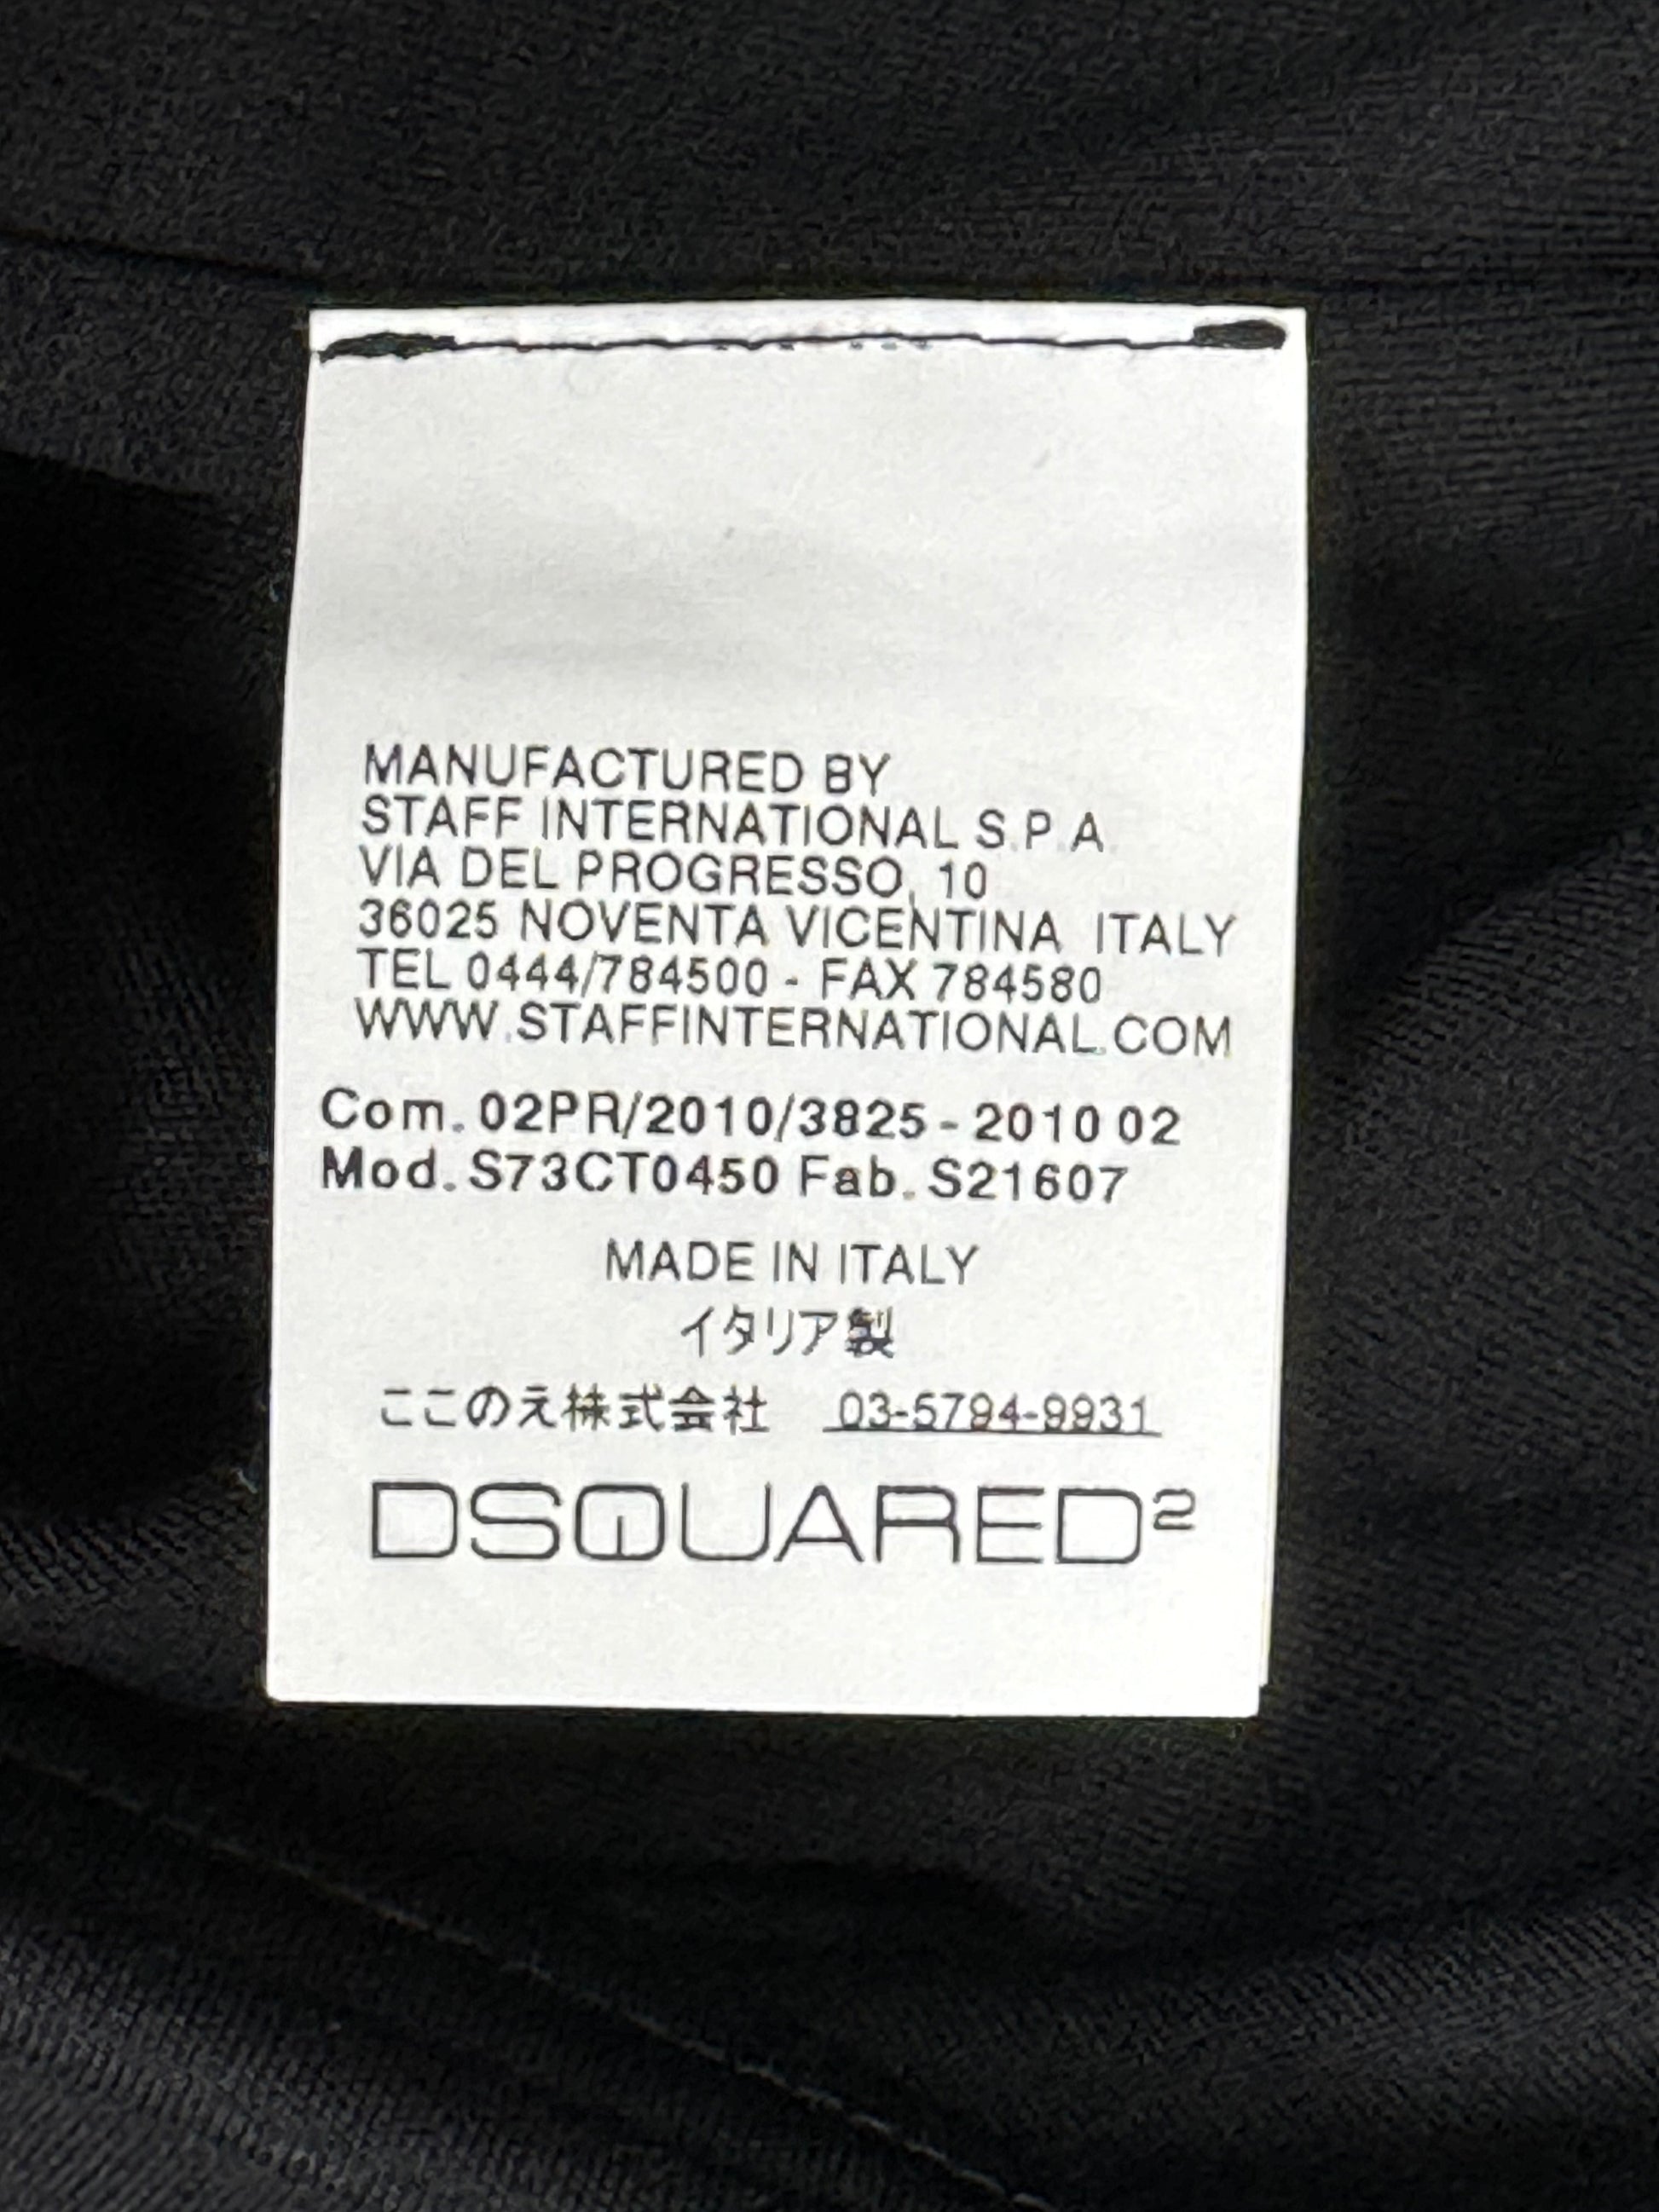 MANUFACTURED BY
STAFF INTERNATIONAL S.P.A.
VIA DEL PROGRESSO, 10
36025 NOVENTA VICENTINA ITALY
TEL 0444/784500 - FAX 784580
WWW.STAFFINTERNATIONAL.COM
Com. 02PR/2010/3825 - 2010 02
Mod. S73CT0450 Fab. S21607
MADE IN ITALY
イタリア製
ここのえ株式会社 03-5794-9931
DSQUARED²